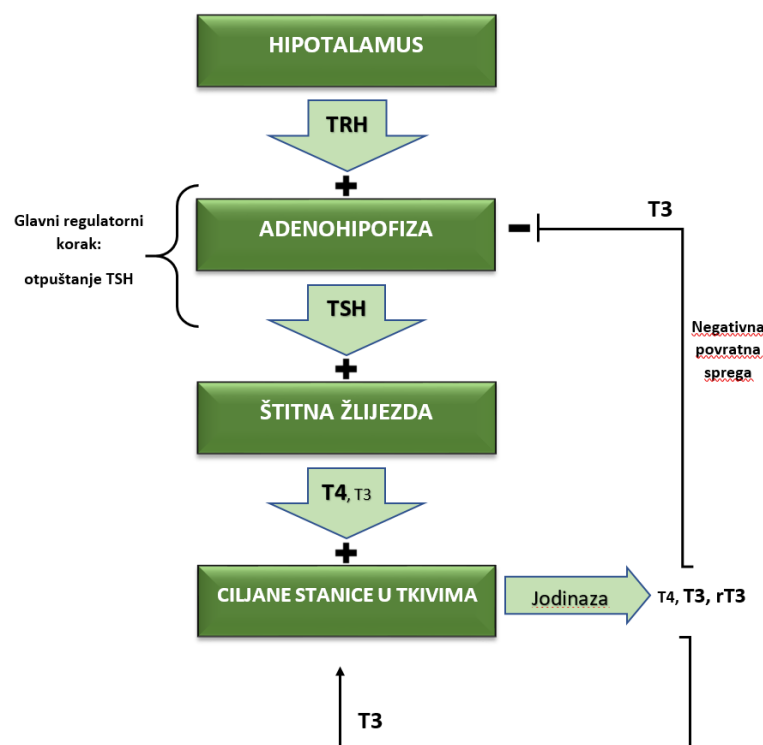 HIPOTALAMUS
TRH
+
T3
Glavni regulatorni
korak:
otpuštanje TSH
ADENOHIPOFIZA
-
TSH
+
Negativna
povratna
sprega
ŠTITNA ŽLIJEZDA
T4, T3
+
CILJANE STANICE U TKIVIMA
Jodinaza
T4, T3, rT3
T3